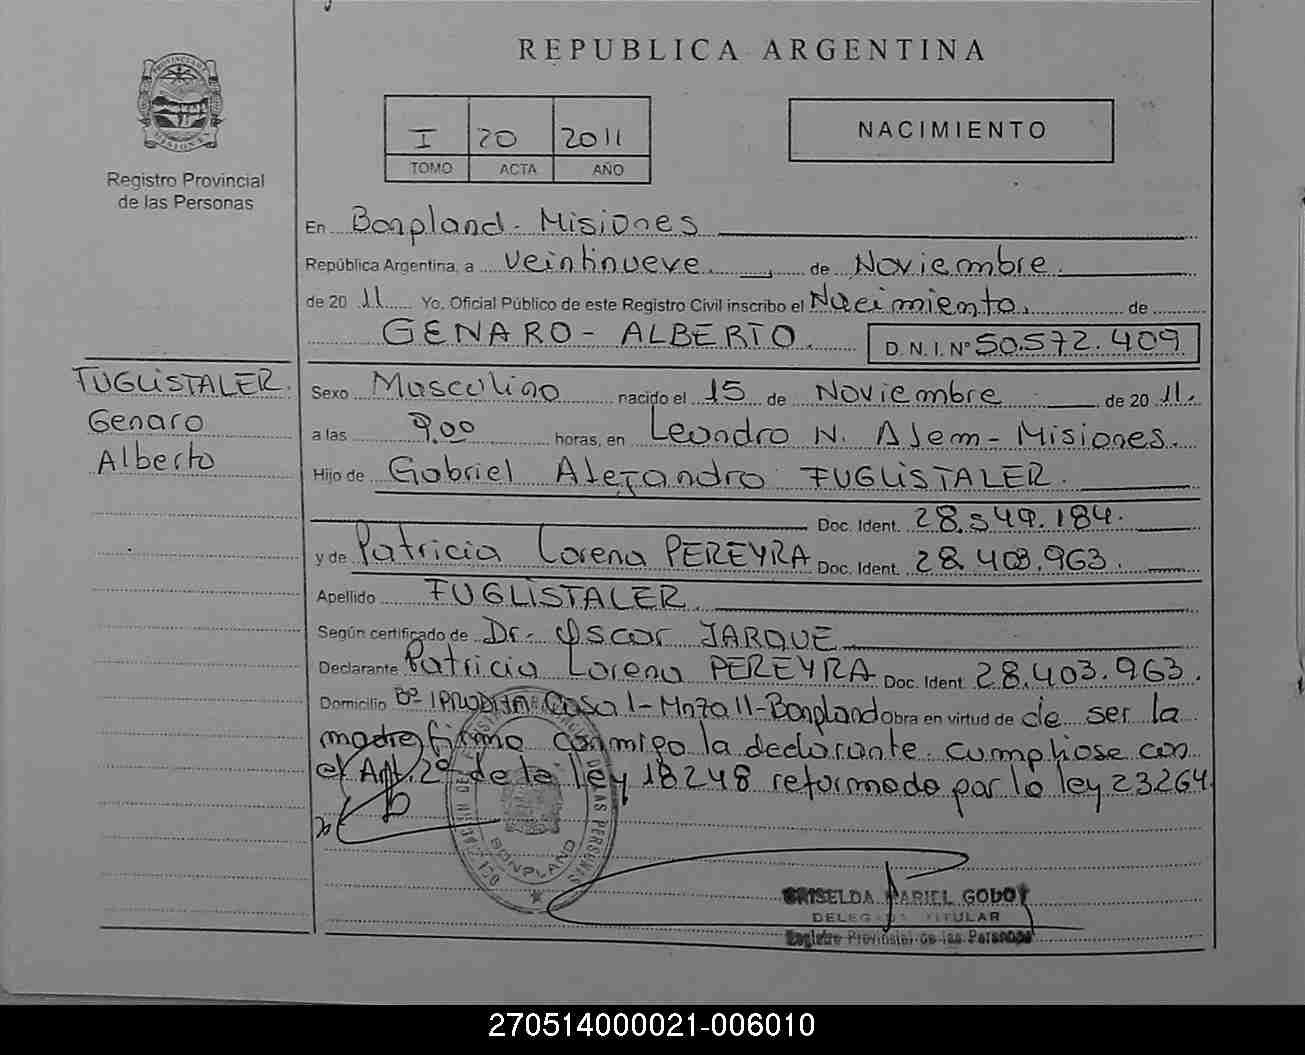 REPUBLICA ARGENTINA
PROVINCIA DE MISIONES
Registro Provincial
de las Personas
I 20 2011
TOMO ACTA AÑO
NACIMIENTO
En Bonpland - Misiones
República Argentina, a veintinueve de Noviembre
de 20 11 Yo, Oficial Público de este Registro Civil inscribo el Nacimiento. de
GENARO - ALBERTO. D.N.I. Nº 50.572.409
FUGLISTALER.
Genaro
Alberto
Sexo Masculino nacido el 15 de Noviembre de 20 11.
a las 9.00 horas, en Leandro N. Alem - Misiones.
Hijo de Gabriel Alejandro FUGLISTALER.
Doc. Ident. 28.549.184.
y de Patricia Lorena PEREYRA Doc. Ident. 28.403.963.
Apellido FUGLISTALER.
Según certificado de Dr. Oscar JARQUE
Declarante Patricia Lorena PEREYRA Doc. Ident. 28.403.963.
Domicilio Bº IPRODHA Casa 1 - Mnza 11 - Bonpland Obra en virtud de de ser la
madre firma conmigo la declarante. cumpliose con
el Art. 2º de la ley 18248 reformado por la ley 23264
BONPLAND
GRISELDA MARIEL GODOY
DELEGADA TITULAR
Registro Provincial de las Personas
270514000021-006010